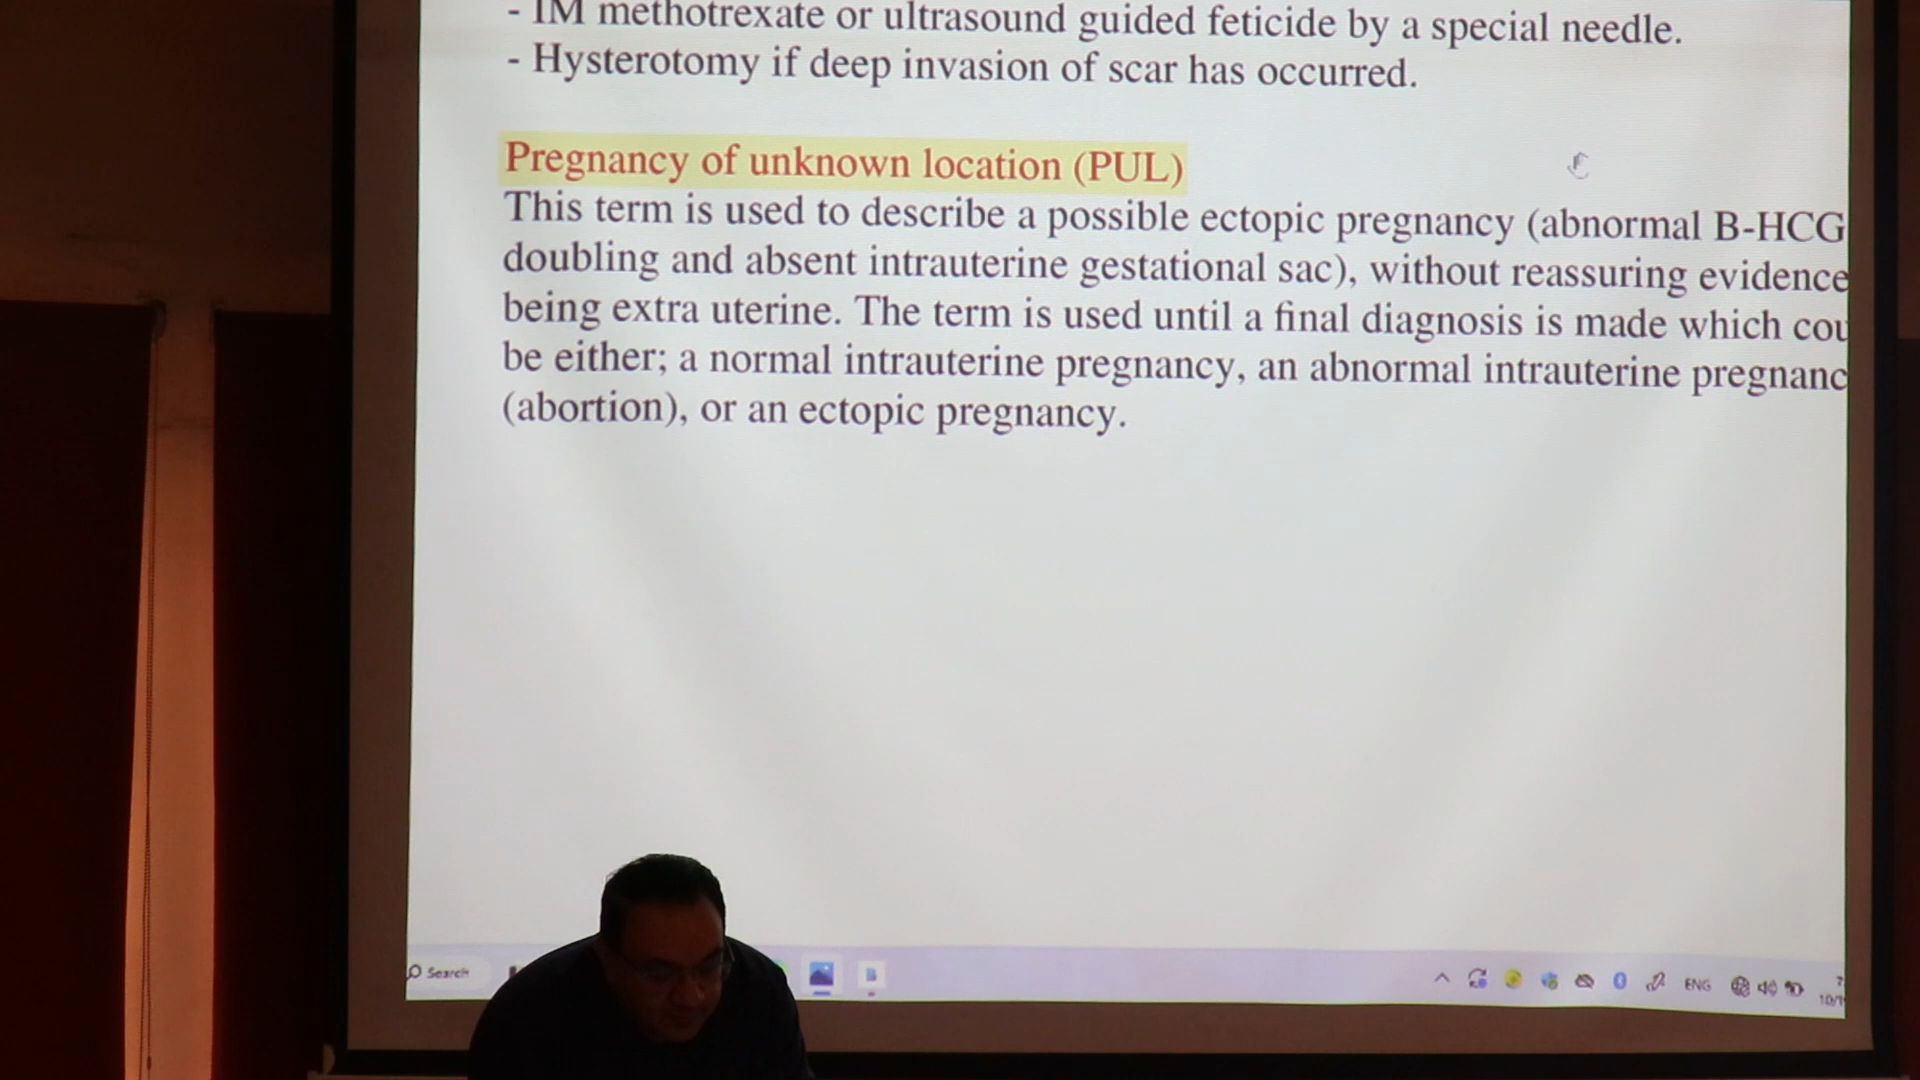 - IM methotrexate or ultrasound guided feticide by a special needle.
- Hysterotomy if deep invasion of scar has occurred.
Pregnancy of unknown location (PUL)
This term is used to describe a possible ectopic pregnancy (abnormal B-HCG
doubling and absent intrauterine gestational sac), without reassuring evidence
being extra uterine. The term is used until a final diagnosis is made which cou
be either; a normal intrauterine pregnancy, an abnormal intrauterine pregnanc
(abortion), or an ectopic pregnancy.
Search
ENG